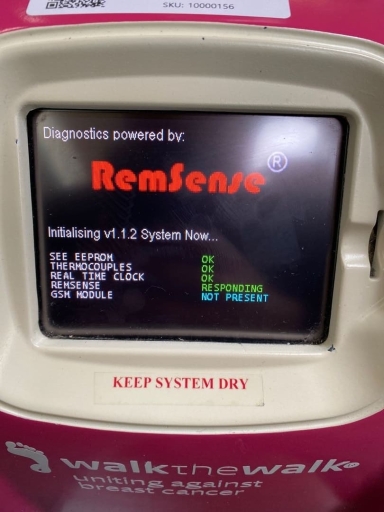 SKU: 10000156
Diagnostics powered by:
RemSense®
Initialising v1.1.2 System Now...
SEE EEPROM OK
THERMOCOUPLES OK
REAL TIME CLOCK OK
REMSENSE RESPONDING
GSM MODULE NOT PRESENT
KEEP SYSTEM DRY
walkthewalk
uniting against
breast cancer